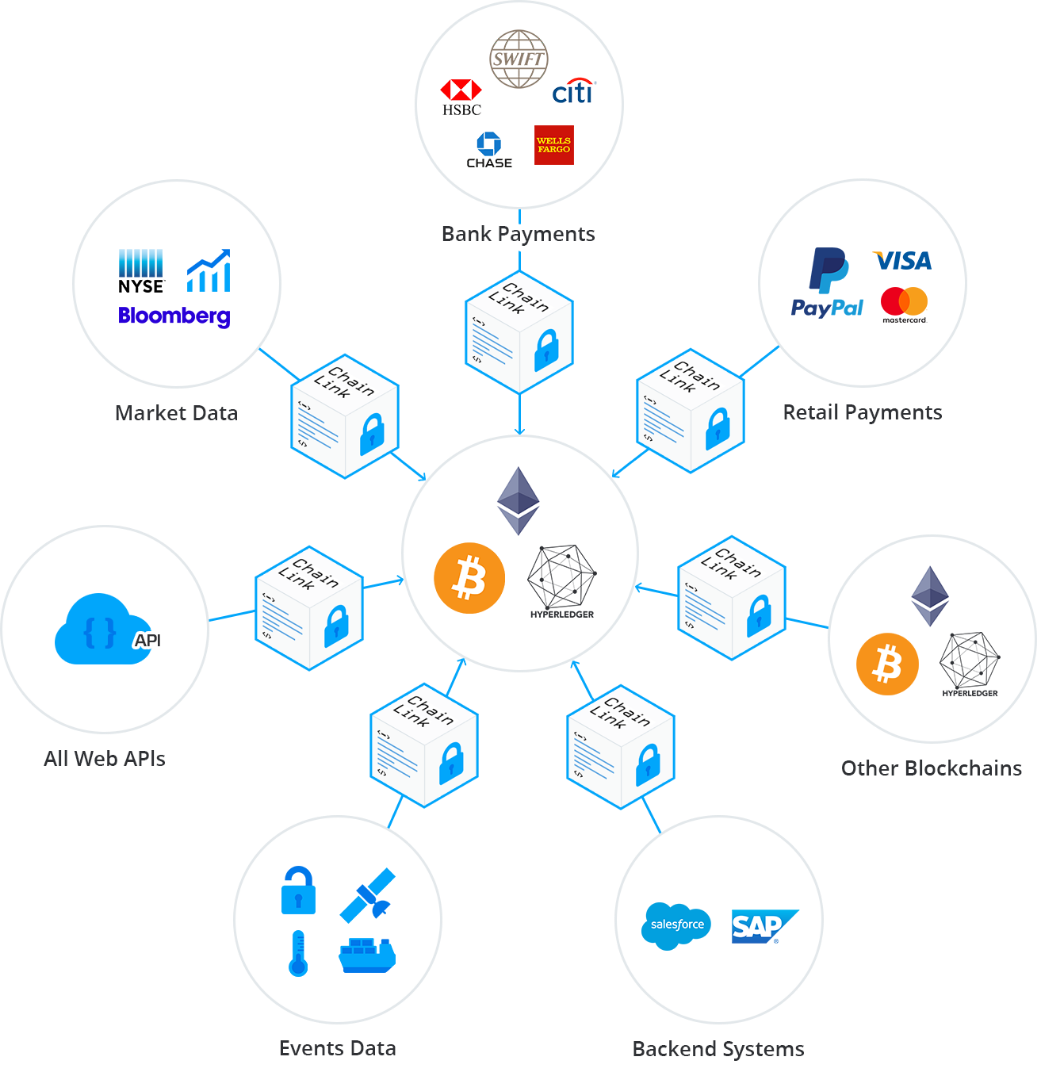 SWIFT
HSBC
citi
CHASE
WELLS
FARGO
Bank Payments
NYSE
Bloomberg
Market Data
PayPal
VISA
mastercard
Retail Payments
Chain
Link
<->
</>
Chain
Link
<->
</>
Chain
Link
<->
</>
HYPERLEDGER
{ } API
All Web APIs
Chain
Link
<->
</>
Chain
Link
<->
</>
HYPERLEDGER
Other Blockchains
Chain
Link
<->
</>
Chain
Link
<->
</>
Events Data
salesforce
SAP
Backend Systems